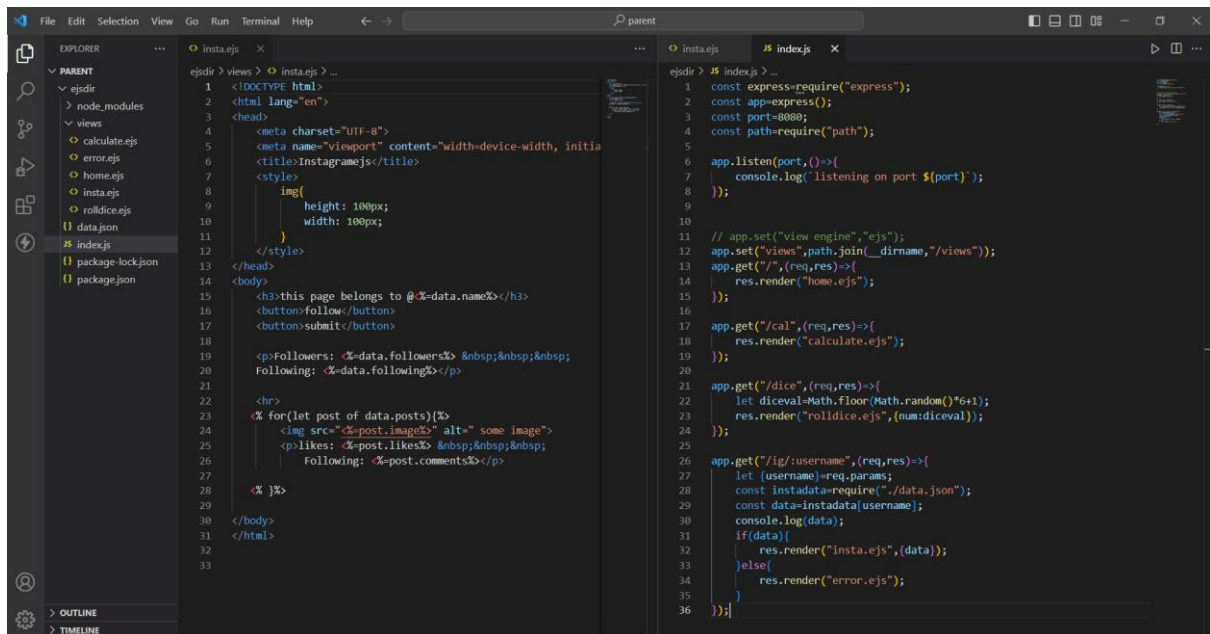 File Edit Selection View Go Run Terminal Help
parent
EXPLORER
PARENT
ejsdir
node_modules
views
calculate.ejs
error.ejs
home.ejs
insta.ejs
rolldice.ejs
{} data.json
JS index.js
{} package-lock.json
{} package.json
OUTLINE
TIMELINE
insta.ejs
ejsdir > views > insta.ejs > ...
1 <!DOCTYPE html>
2 <html lang="en">
3 <head>
4 <meta charset="UTF-8">
5 <meta name="viewport" content="width=device-width, initia
6 <title>Instagramejs</title>
7 <style>
8 img{
9 height: 100px;
10 width: 100px;
11 }
12 </style>
13 </head>
14 <body>
15 <h3>this page belongs to @<%=data.name%></h3>
16 <button>follow</button>
17 <button>submit</button>
18
19 <p>Followers: <%=data.followers%> &nbsp;&nbsp;&nbsp;
20 Following: <%=data.following%></p>
21
22 <hr>
23 <% for(let post of data.posts){%>
24 <img src="<%=post.image%>" alt=" some image">
25 <p>likes: <%=post.likes%> &nbsp;&nbsp;&nbsp;
26 Following: <%=post.comments%></p>
27
28 <% }%>
29
30 </body>
31 </html>
32
33
insta.ejs JS index.js
ejsdir > JS index.js > ...
1 const express=require("express");
2 const app=express();
3 const port=8080;
4 const path=require("path");
5
6 app.listen(port,()=>{
7 console.log(`listening on port ${port}`);
8 });
9
10
11 // app.set("view engine","ejs");
12 app.set("views",path.join(__dirname,"/views"));
13 app.get("/",(req,res)=>{
14 res.render("home.ejs");
15 });
16
17 app.get("/cal",(req,res)=>{
18 res.render("calculate.ejs");
19 });
20
21 app.get("/dice",(req,res)=>{
22 let diceval=Math.floor(Math.random()*6+1);
23 res.render("rolldice.ejs",{num:diceval});
24 });
25
26 app.get("/ig/:username",(req,res)=>{
27 let {username}=req.params;
28 const instadata=require("./data.json");
29 const data=instadata[username];
30 console.log(data);
31 if(data){
32 res.render("insta.ejs",{data});
33 }else{
34 res.render("error.ejs");
35 }
36 });